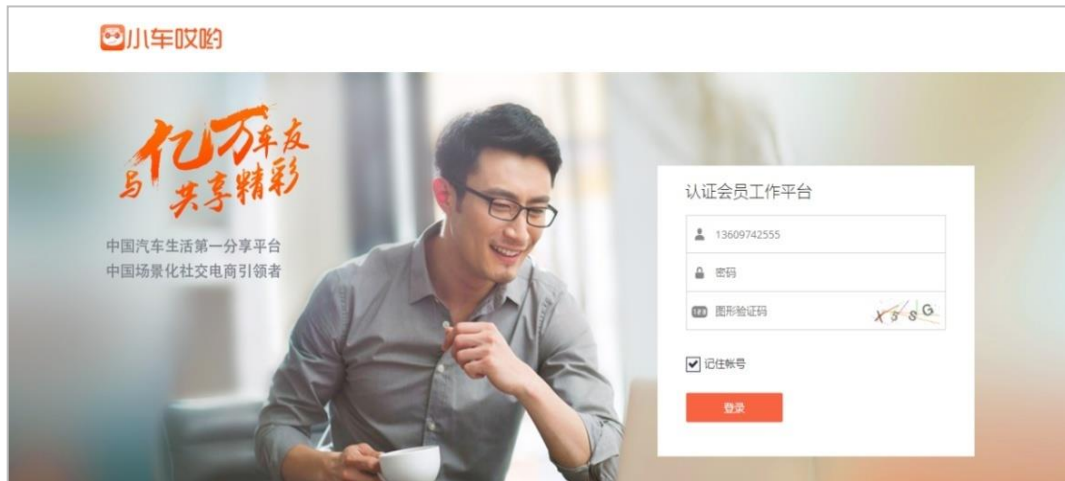 小车哎哟
与亿万车友
共享精彩
中国汽车生活第一分享平台
中国场景化社交电商引领者
认证会员工作平台
13609742555
密码
123
图形验证码
X5sG
记住帐号
登录